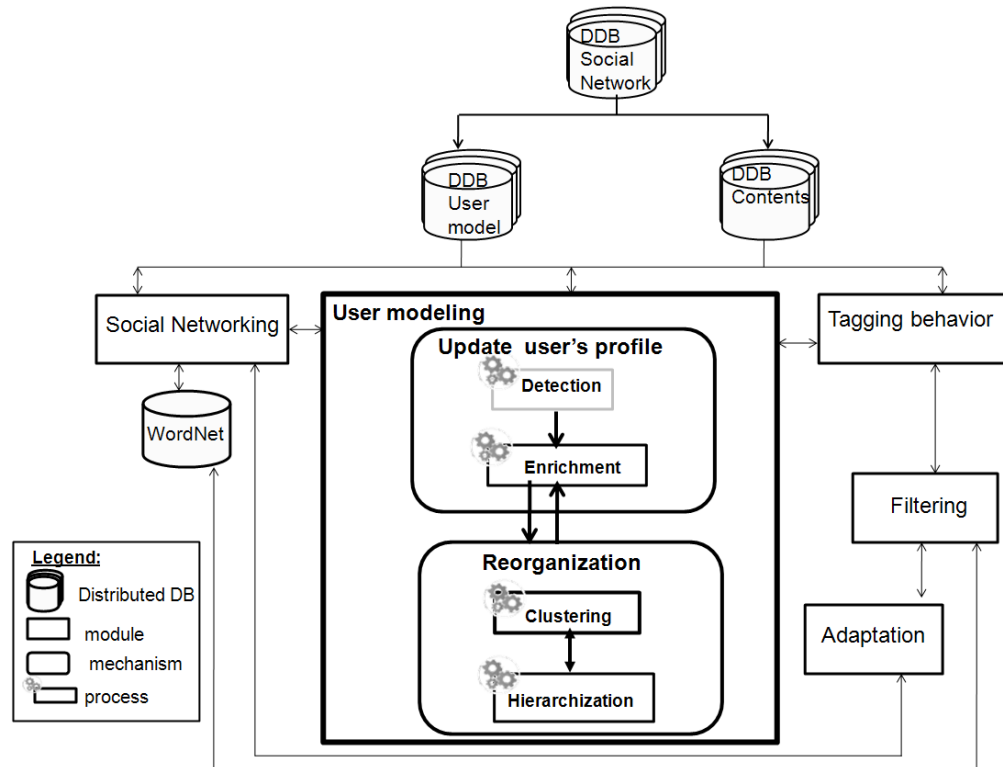 DDB
Social
Network
DDB
User
model
DDB
Contents
Social Networking
User modeling
Tagging behavior
Update user's profile
Detection
Enrichment
WordNet
Filtering
Reorganization
Clustering
Hierarchization
Adaptation
Legend:
Distributed DB
module
mechanism
process